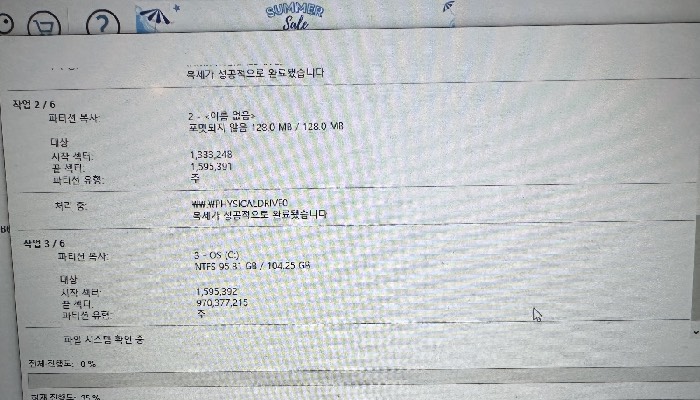 SUMMER
Sale
?
복제가 성공적으로 완료됐습니다
작업 2 / 6
파티션 복사: 2 - <이름 없음>
포맷되지 않음 128.0 MB / 128.0 MB
대상
시작 섹터: 1,333,248
끝 섹터: 1,595,391
파티션 유형: 주
처리 중: \\.\PHYSICALDRIVE0
복제가 성공적으로 완료됐습니다
작업 3 / 6
파티션 복사: 3 - OS (C:)
NTFS 95.81 GB / 104.25 GB
대상
시작 섹터: 1,595,392
끝 섹터: 970,377,215
파티션 유형: 주
파일 시스템 확인 중
전체 진행도: 0 %
현재 진행도: 35 %